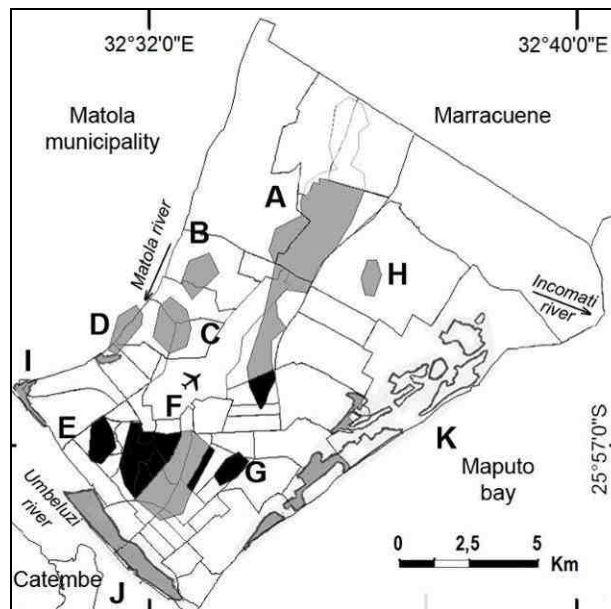 32°32'0"E
32°40'0"E
Matola
municipality
Marracuene
A
B
Matola river
H
Incomati
river
D
C
I
F
E
25°57'0"S
G
K
Umbeluzi
river
Maputo
bay
0 2,5 5
Km
Catembe
J